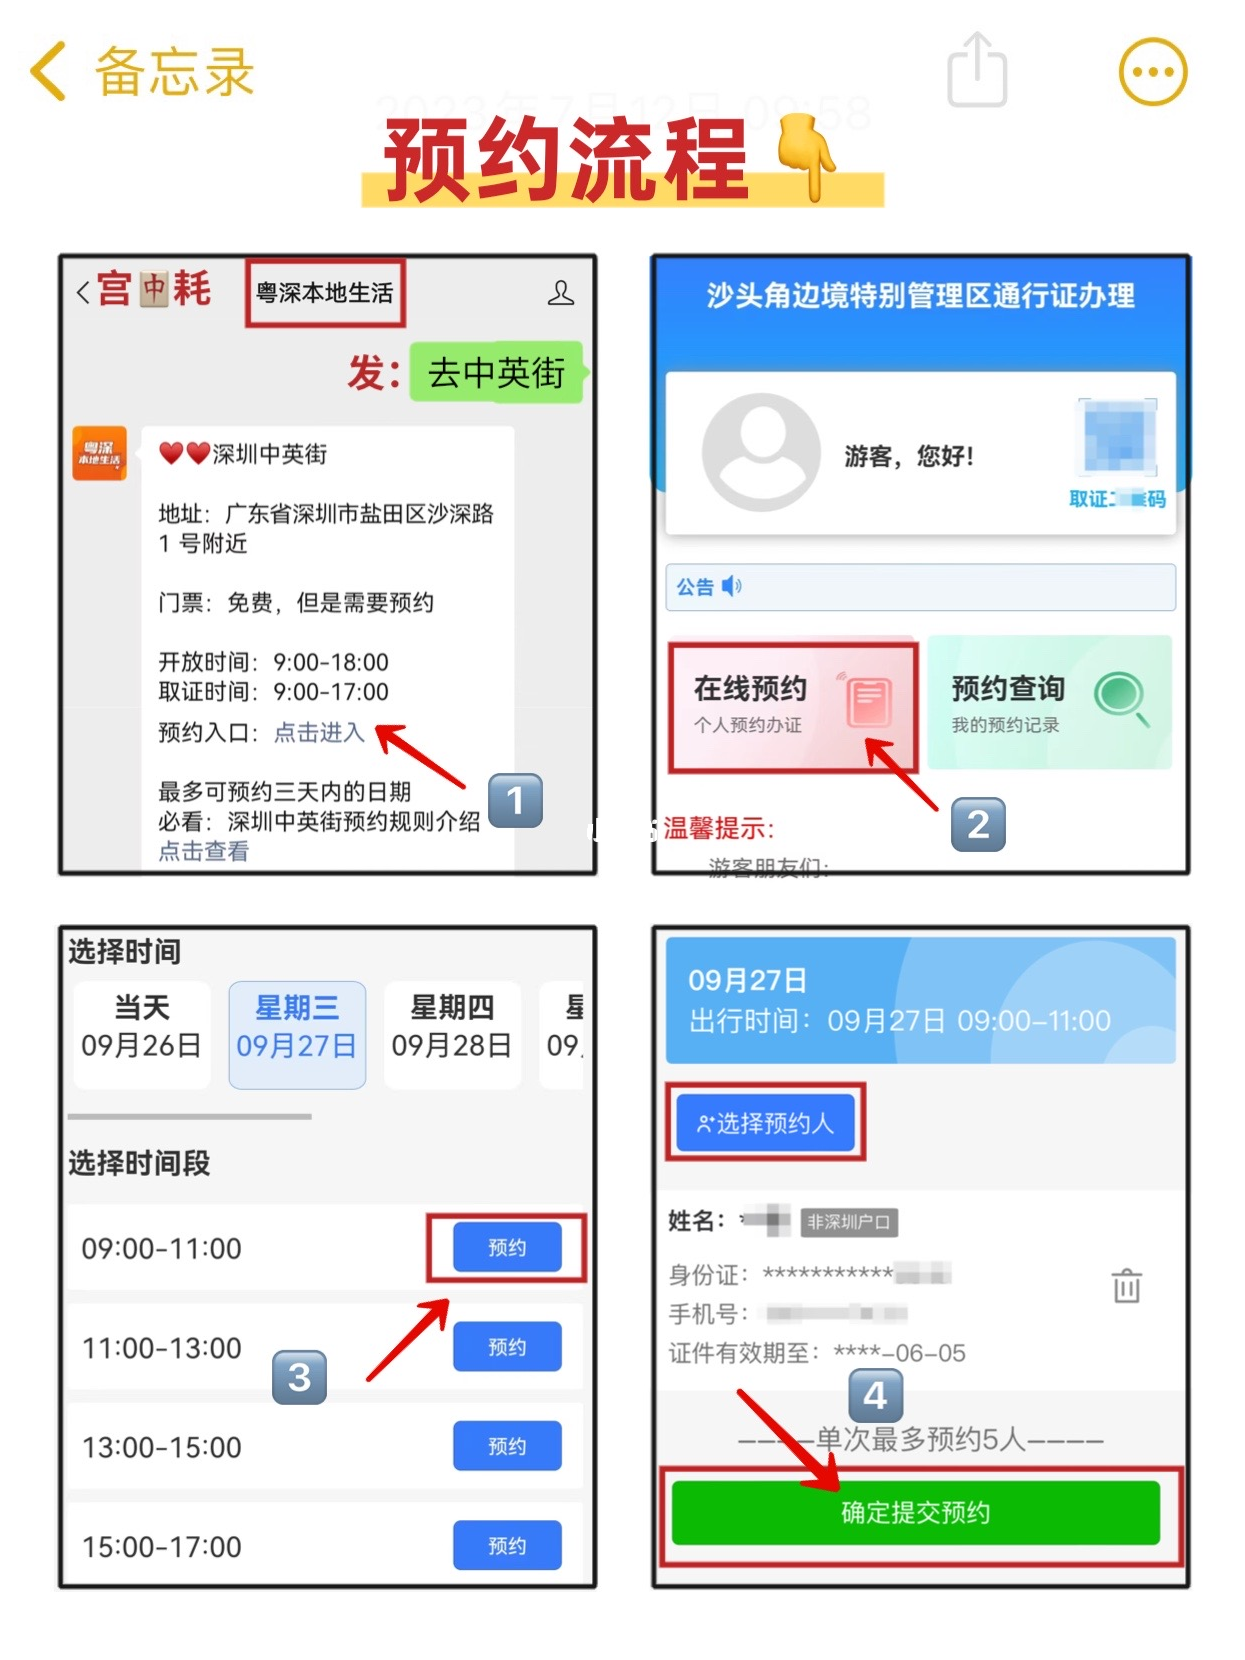 备忘录
2023年7月12日 09:58
预约流程
宫中耗
粤深本地生活
发：
去中英街
粤深
本地生活
深圳中英街
地址：广东省深圳市盐田区沙深路
1 号附近
门票：免费，但是需要预约
开放时间：9:00-18:00
取证时间：9:00-17:00
预约入口：点击进入
最多可预约三天内的日期
必看：深圳中英街预约规则介绍
点击查看
1
沙头角边境特别管理区通行证办理
游客，您好！
取证二维码
公告
在线预约
个人预约办证
预约查询
我的预约记录
2
温馨提示：
游客朋友们：
选择时间
当天
09月26日
星期三
09月27日
星期四
09月28日
09
选择时间段
09:00-11:00
预约
11:00-13:00
预约
3
13:00-15:00
预约
15:00-17:00
预约
09月27日
出行时间：09月27日 09:00-11:00
选择预约人
姓名：*
非深圳户口
身份证：***********
手机号：
证件有效期至：****-06-05
4
————单次最多预约5人————
确定提交预约